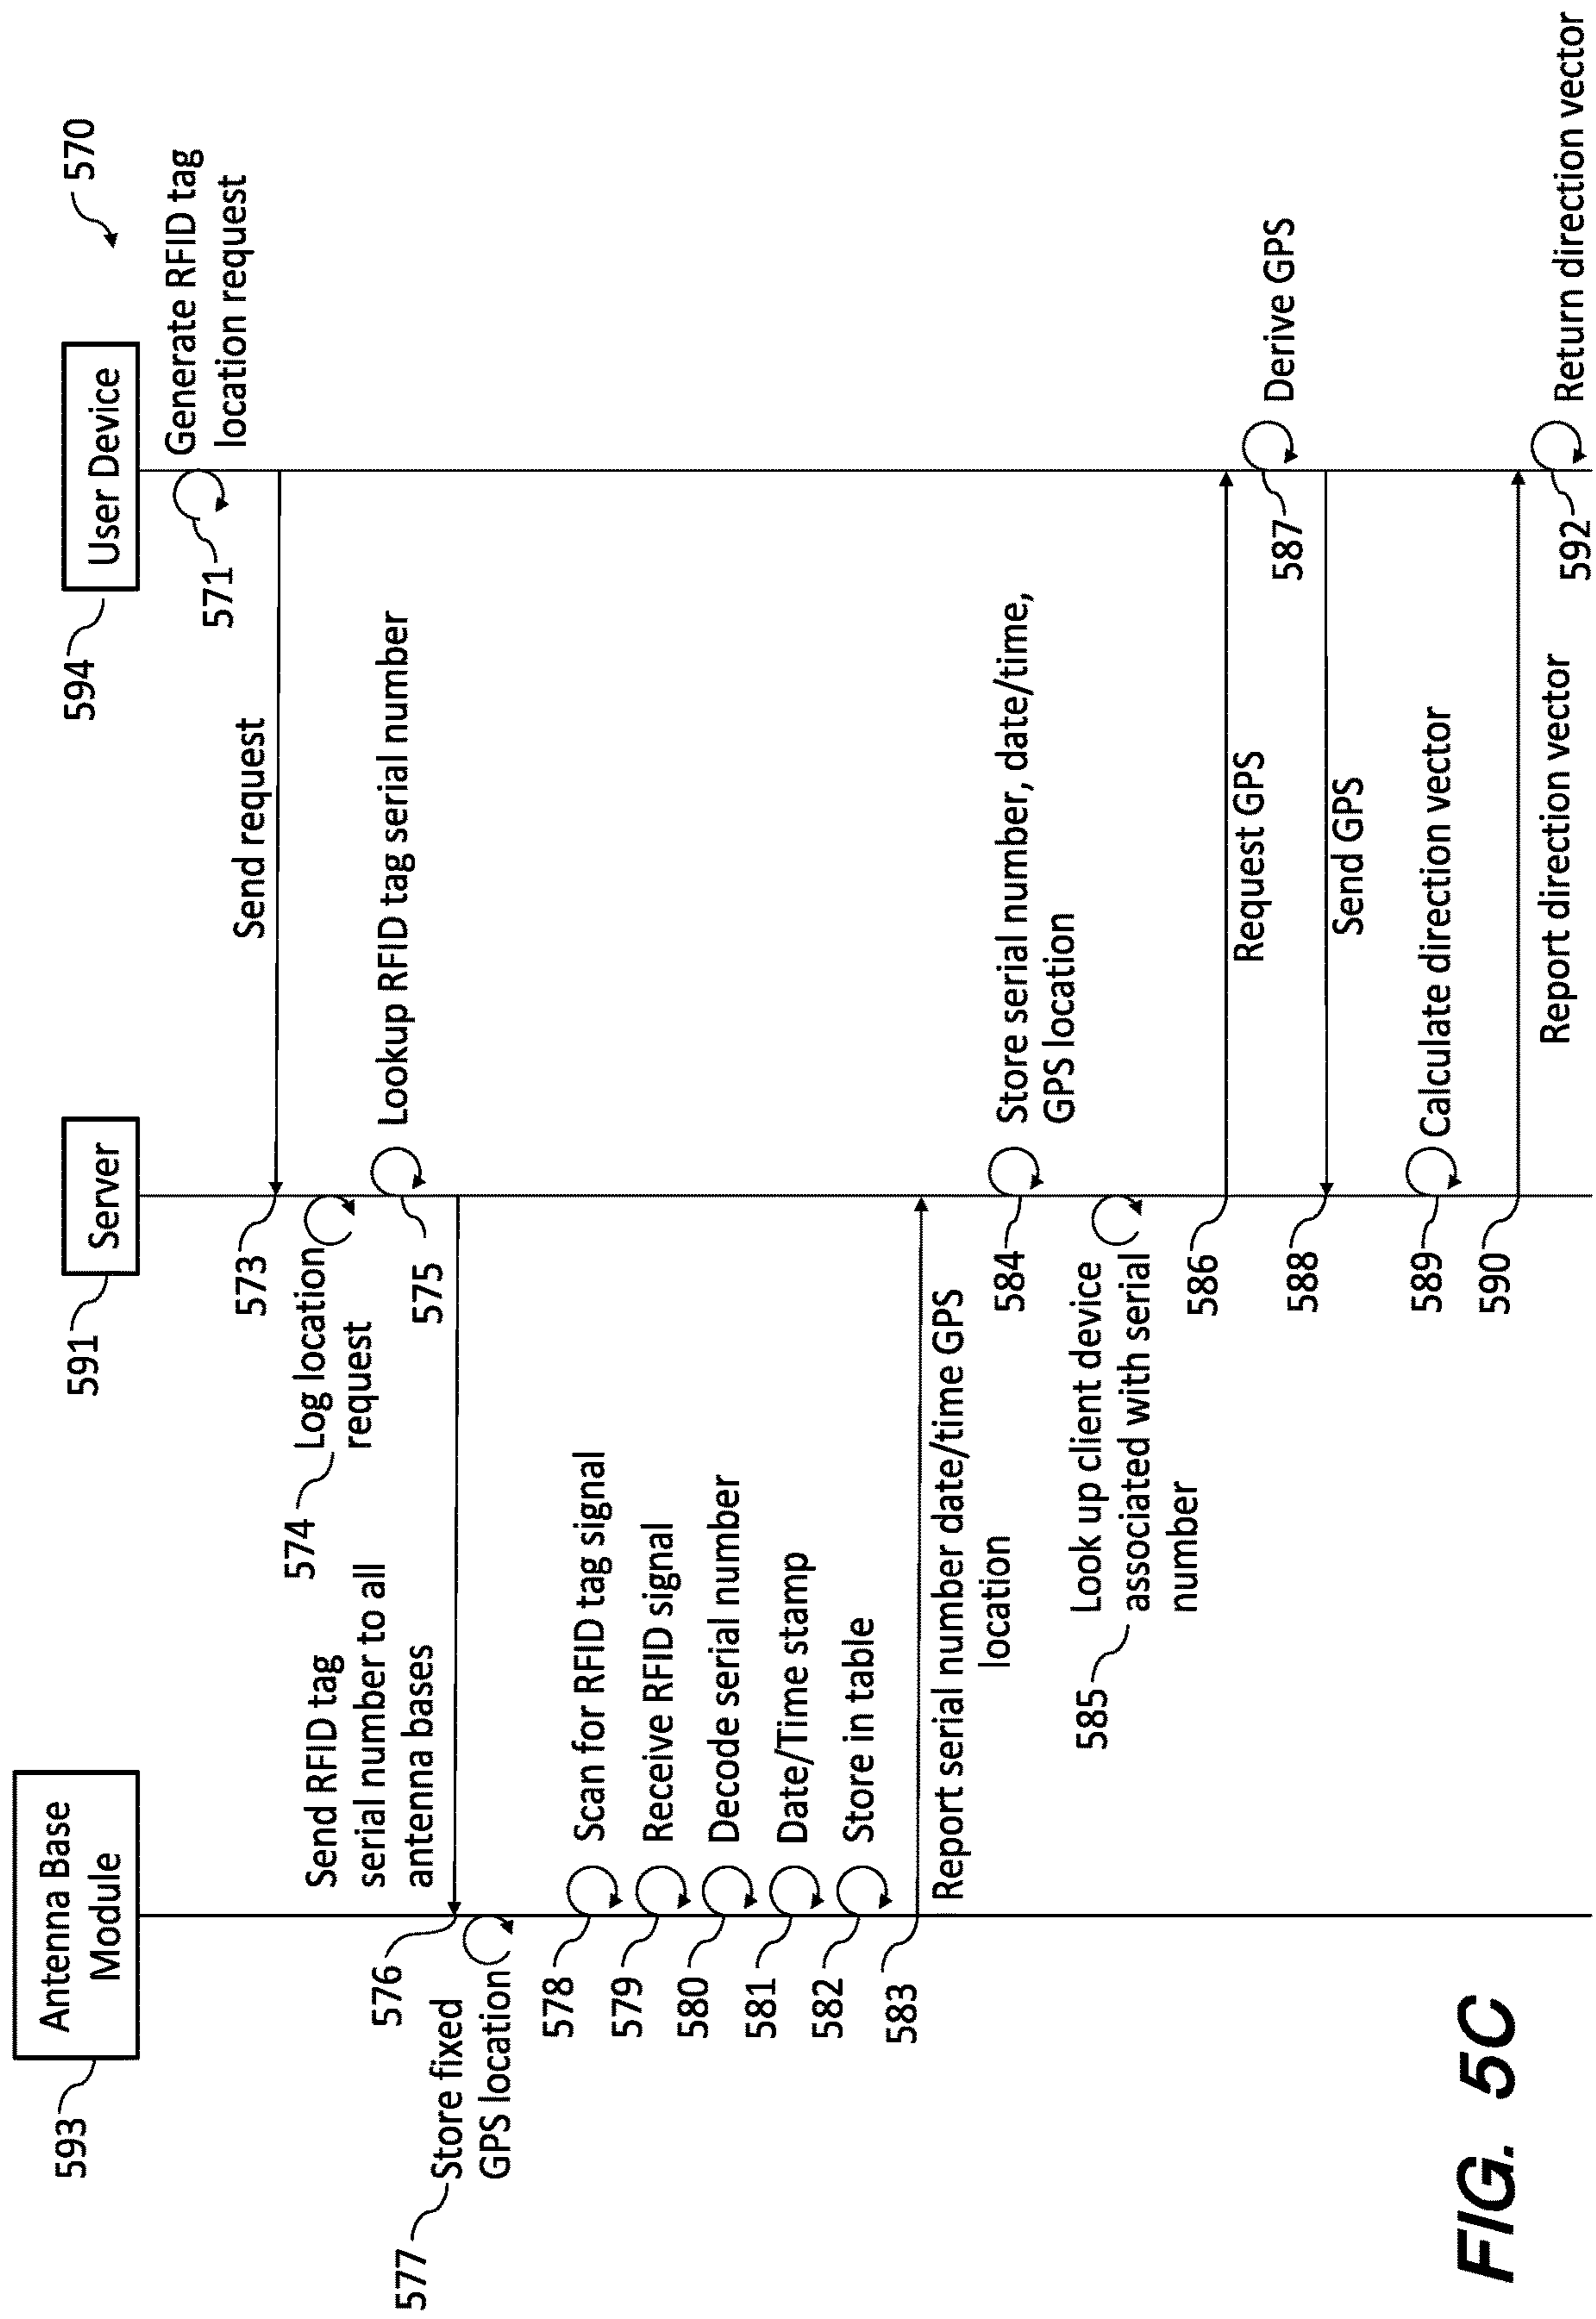 570
594
User Device
591
Server
593
Antenna Base
Module
Generate RFID tag
location request
571
Send request
573
574
Log location
request
Lookup RFID tag serial number
575
Send RFID tag
serial number to all
antenna bases
576
577
Store fixed
GPS location
578
Scan for RFID tag signal
579
Receive RFID signal
580
Decode serial number
581
Date/Time stamp
582
Store in table
583
Report serial number date/time GPS
location
584
Store serial number, date/time,
GPS location
585
Look up client device
associated with serial
number
586
Request GPS
587
Derive GPS
588
Send GPS
589
Calculate direction vector
590
Report direction vector
592
Return direction vector
FIG. 5C